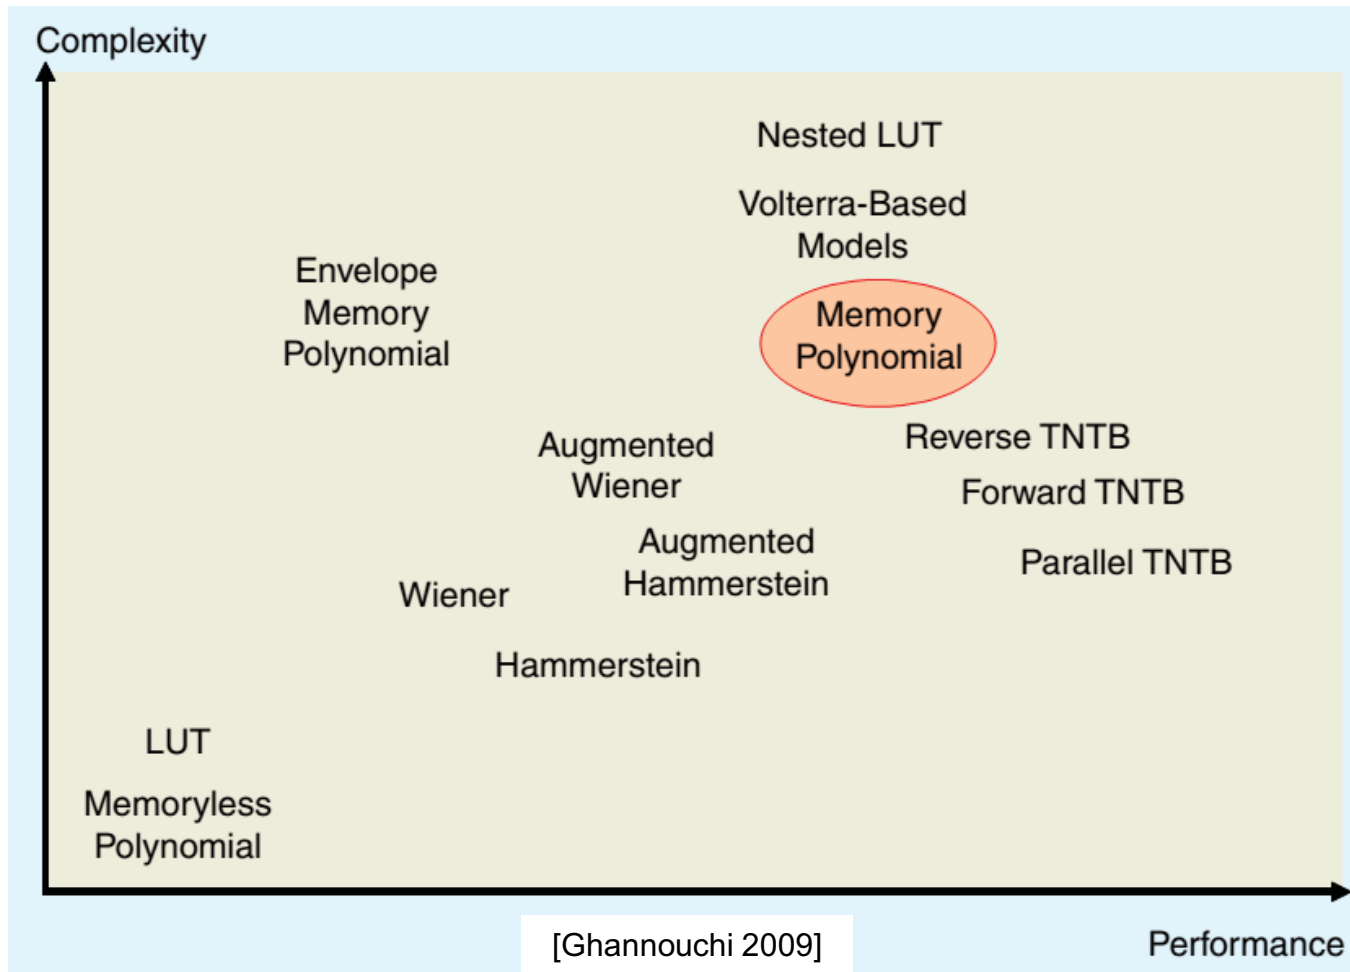 Complexity
Nested LUT
Volterra-Based
Models
Envelope
Memory
Polynomial
Memory
Polynomial
Augmented
Wiener
Reverse TNTB
Forward TNTB
Augmented
Hammerstein
Parallel TNTB
Wiener
Hammerstein
LUT
Memoryless
Polynomial
[Ghannouchi 2009]
Performance